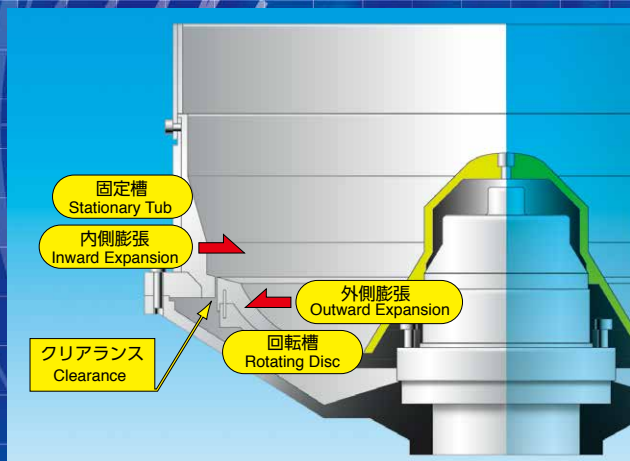 固定槽
Stationary Tub
内側膨張
Inward Expansion
外側膨張
Outward Expansion
回転槽
Rotating Disc
クリアランス
Clearance